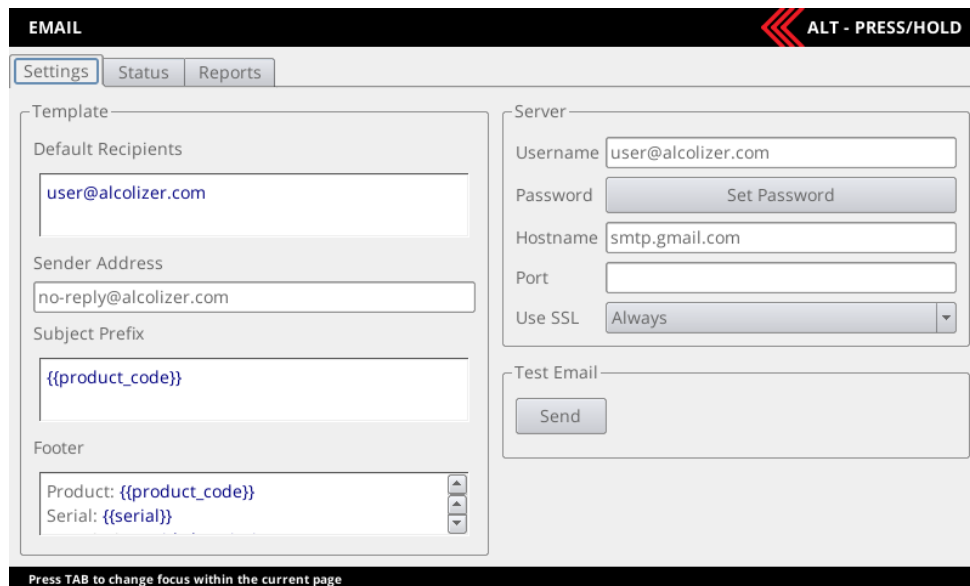 EMAIL
ALT - PRESS/HOLD
Settings
Status
Reports
Template
Default Recipients
user@alcolizer.com
Sender Address
no-reply@alcolizer.com
Subject Prefix
{{product_code}}
Footer
Product: {{product_code}}
Serial: {{serial}}
Server
Username user@alcolizer.com
Password Set Password
Hostname smtp.gmail.com
Port
Use SSL Always
Test Email
Send
Press TAB to change focus within the current page